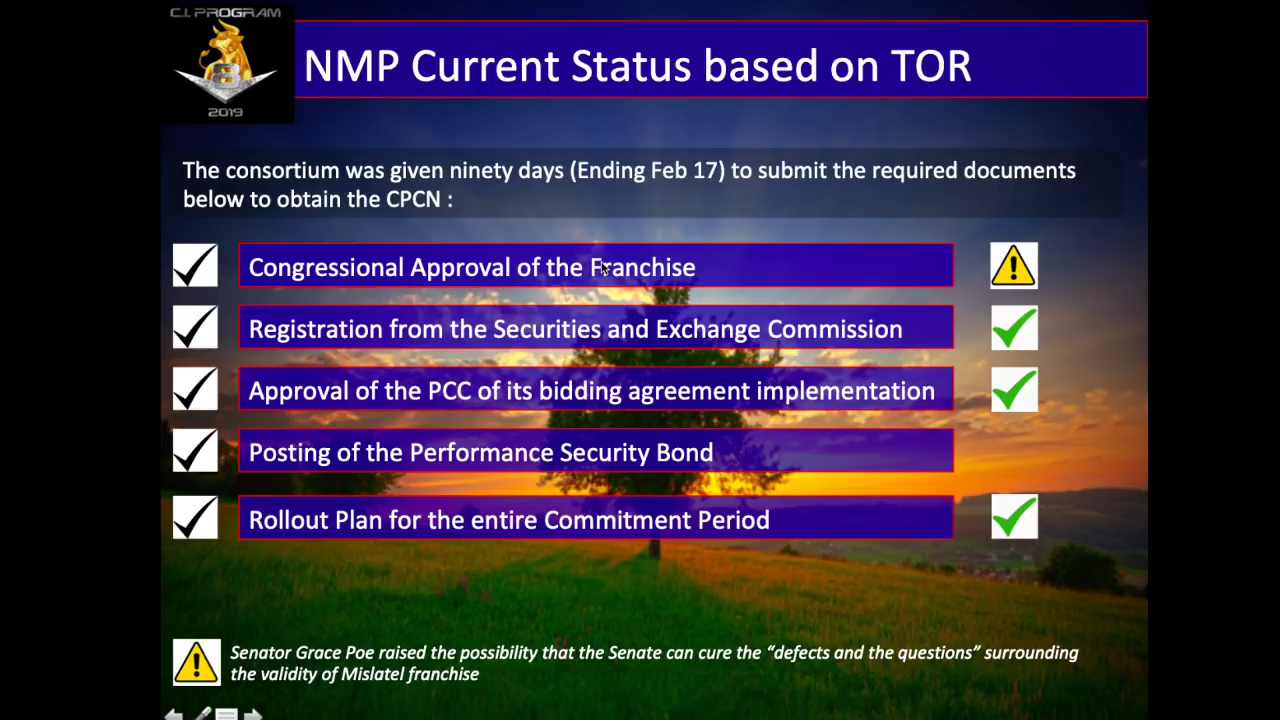 C.I. PROGRAM
8
2019
NMP Current Status based on TOR
The consortium was given ninety days (Ending Feb 17) to submit the required documents
below to obtain the CPCN :
Congressional Approval of the Franchise
Registration from the Securities and Exchange Commission
Approval of the PCC of its bidding agreement implementation
Posting of the Performance Security Bond
Rollout Plan for the entire Commitment Period
Senator Grace Poe raised the possibility that the Senate can cure the “defects and the questions” surrounding
the validity of Mislatel franchise